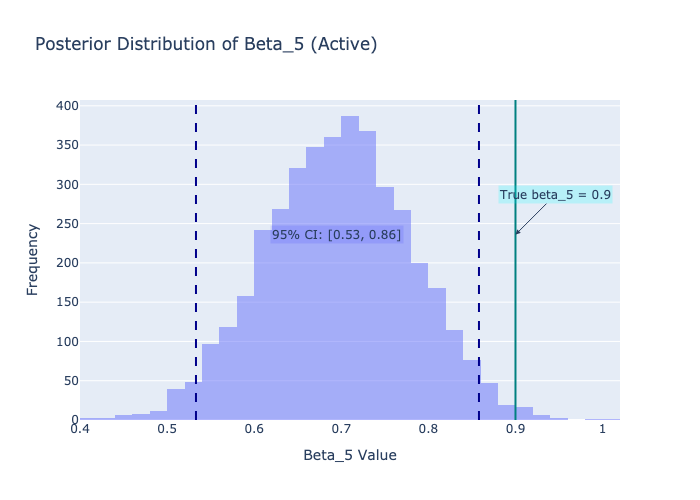 Posterior Distribution of Beta_5 (Active)
400
350
300
250
200
150
100
50
0
Frequency
True beta_5 = 0.9
95% CI: [0.53, 0.86]
0.4 0.5 0.6 0.7 0.8 0.9 1
Beta_5 Value